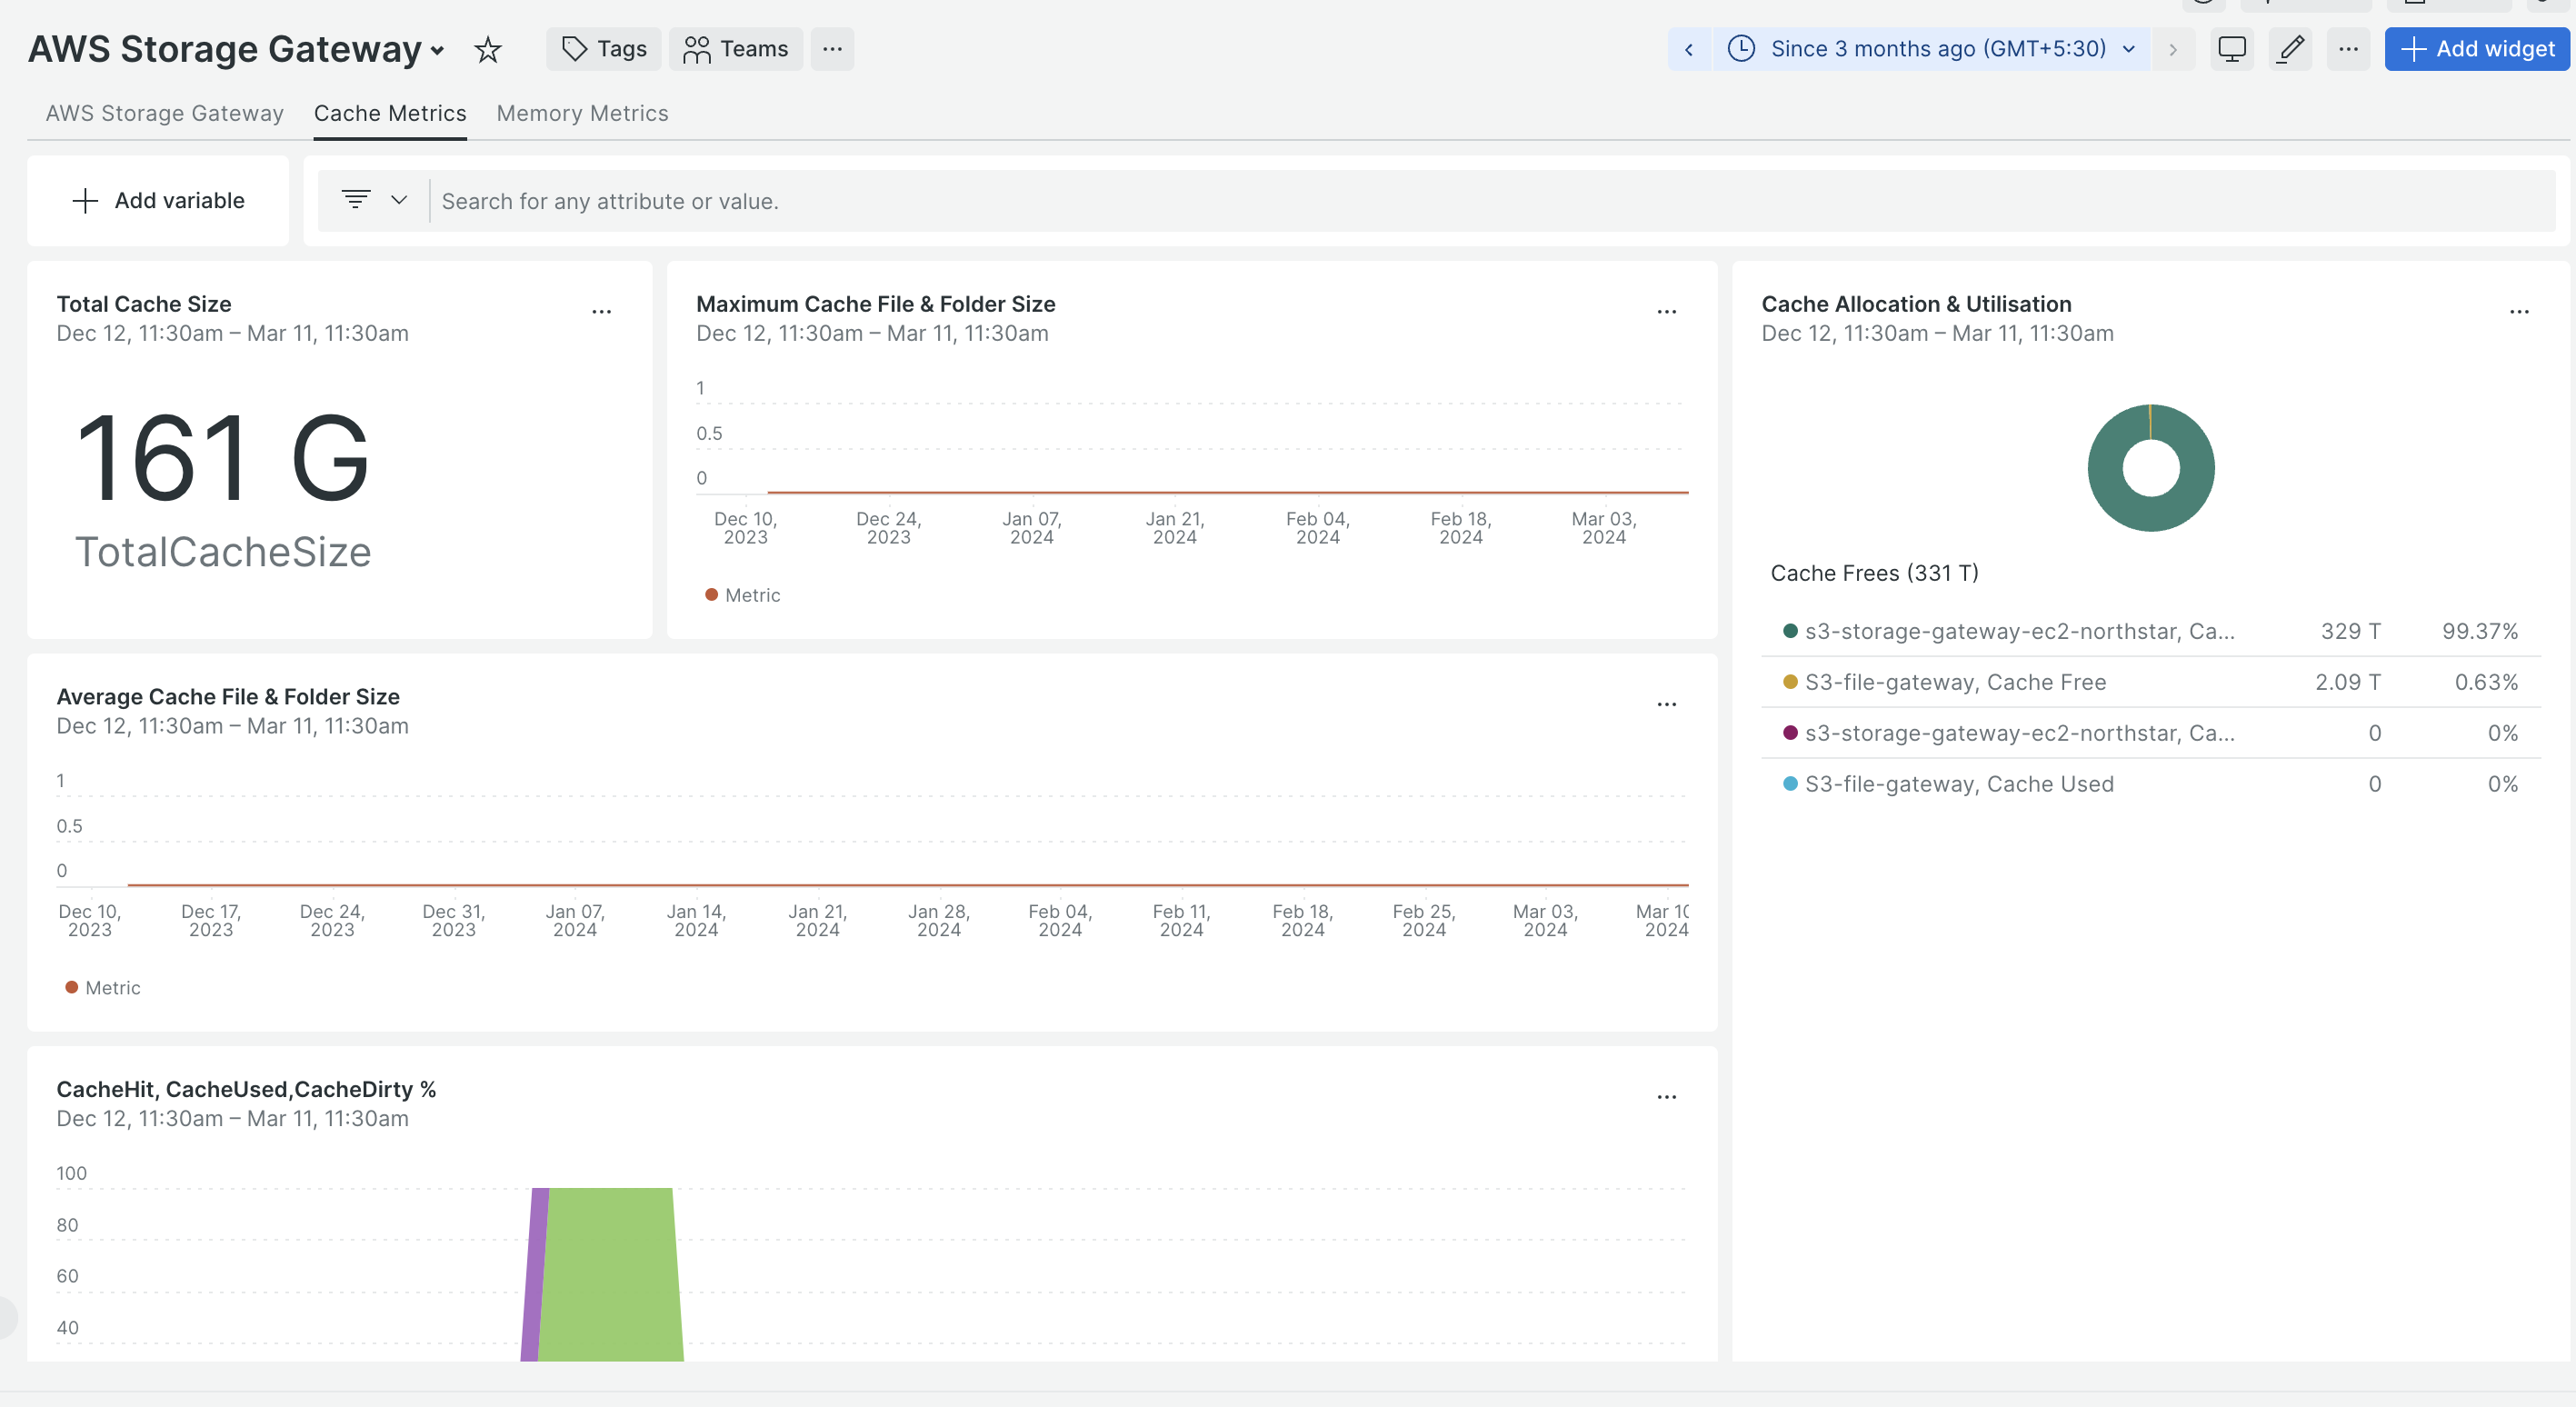 AWS Storage Gateway
Tags
Teams
Since 3 months ago (GMT+5:30)
Add widget
AWS Storage Gateway
Cache Metrics
Memory Metrics
Add variable
Search for any attribute or value.
Total Cache Size
Dec 12, 11:30am – Mar 11, 11:30am
161 G
TotalCacheSize
Maximum Cache File & Folder Size
Dec 12, 11:30am – Mar 11, 11:30am
1
0.5
0
Dec 10, 2023
Dec 24, 2023
Jan 07, 2024
Jan 21, 2024
Feb 04, 2024
Feb 18, 2024
Mar 03, 2024
Metric
Cache Allocation & Utilisation
Dec 12, 11:30am – Mar 11, 11:30am
Cache Frees (331 T)
s3-storage-gateway-ec2-northstar, Ca... 329 T 99.37%
S3-file-gateway, Cache Free 2.09 T 0.63%
s3-storage-gateway-ec2-northstar, Ca... 0 0%
S3-file-gateway, Cache Used 0 0%
Average Cache File & Folder Size
Dec 12, 11:30am – Mar 11, 11:30am
1
0.5
0
Dec 10, 2023
Dec 17, 2023
Dec 24, 2023
Dec 31, 2023
Jan 07, 2024
Jan 14, 2024
Jan 21, 2024
Jan 28, 2024
Feb 04, 2024
Feb 11, 2024
Feb 18, 2024
Feb 25, 2024
Mar 03, 2024
Mar 10 2024
Metric
CacheHit, CacheUsed,CacheDirty %
Dec 12, 11:30am – Mar 11, 11:30am
100
80
60
40